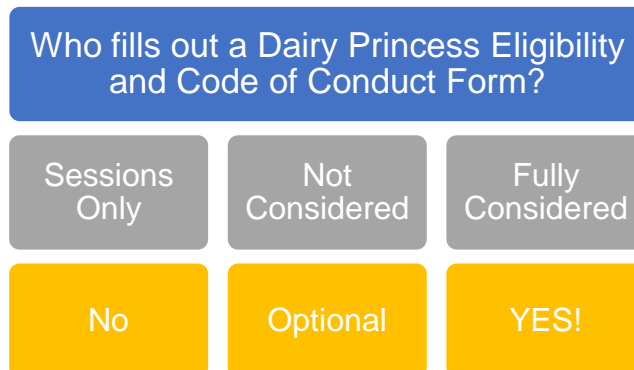 Who fills out a Dairy Princess Eligibility
and Code of Conduct Form?
Sessions
Only
Not
Considered
Fully
Considered
No
Optional
YES!